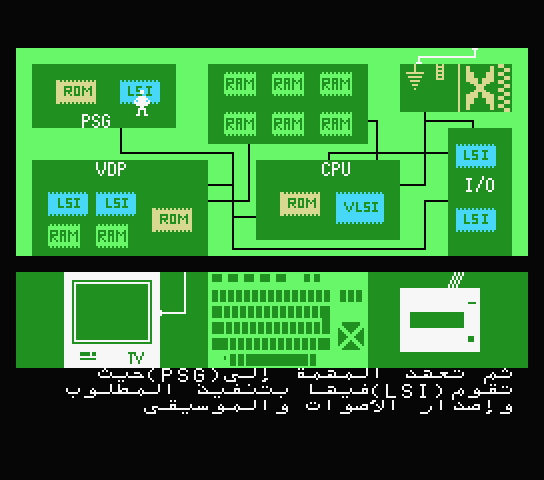 ROM
LSI
PSG
RAM RAM RAM
RAM RAM RAM
LSI
I/O
LSI
VDP
LSI LSI
ROM
RAM RAM
CPU
ROM
VLSI
TV
ثم تعهد المهمة إلى (PSG) حيث
تقوم (LSI) فيها بتنفيذ المطلوب
وإصدار الأصوات والموسيقى